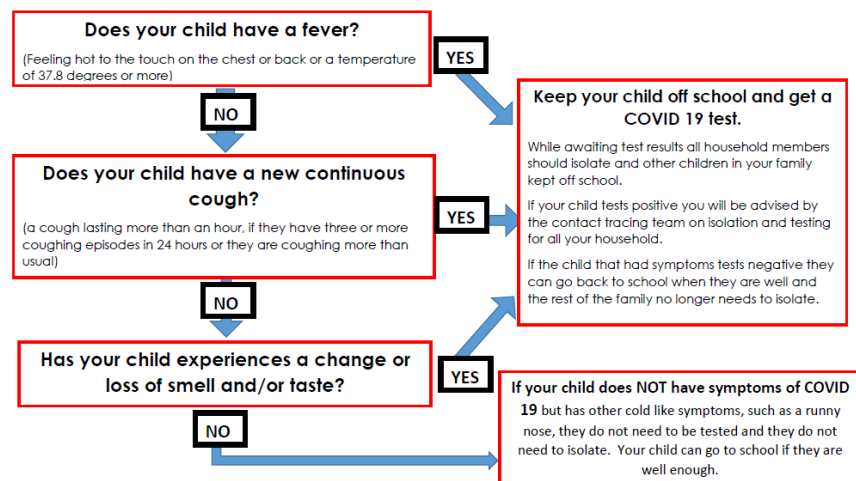 Does your child have a fever?
(Feeling hot to the touch on the chest or back or a temperature
of 37.8 degrees or more)
YES
NO
Keep your child off school and get a
COVID 19 test.
While awaiting test results all household members
should isolate and other children in your family
kept off school.
If your child tests positive you will be advised by
the contact tracing team on isolation and testing
for all your household.
If the child that had symptoms tests negative they
can go back to school when they are well and
the rest of the family no longer needs to isolate.
Does your child have a new continuous
cough?
(a cough lasting more than an hour, if they have three or more
coughing episodes in 24 hours or they are coughing more than
usual)
YES
NO
Has your child experiences a change or
loss of smell and/or taste?
YES
NO
If your child does NOT have symptoms of COVID
19 but has other cold like symptoms, such as a runny
nose, they do not need to be tested and they do not
need to isolate.  Your child can go to school if they are
well enough.